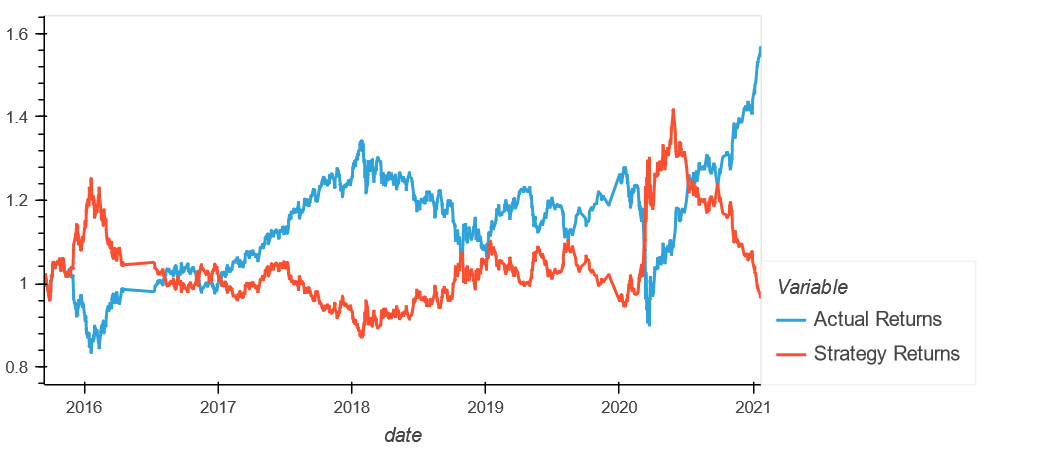 1.6
1.4
1.2
1
0.8
2016 2017 2018 2019 2020 2021
date
Variable
Actual Returns
Strategy Returns